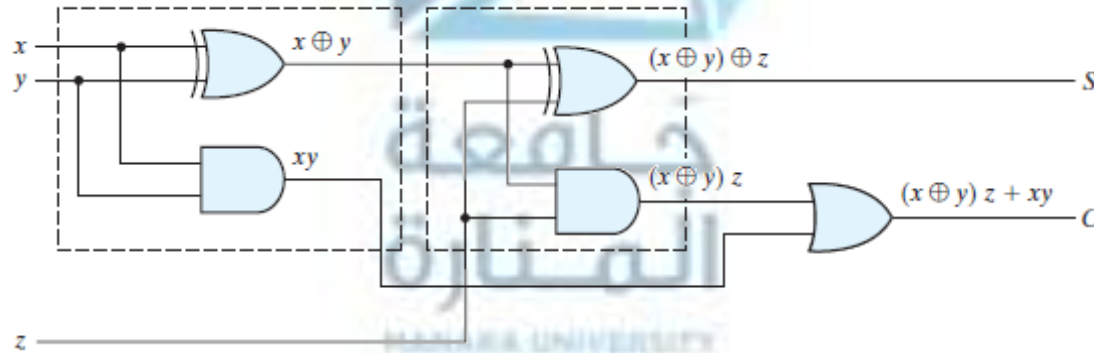 x
y
x ⊕ y
xy
(x ⊕ y) ⊕ z
S
(x ⊕ y) z
(x ⊕ y) z + xy
C
z
جامعة
المنارة
MANARA UNIVERSITY